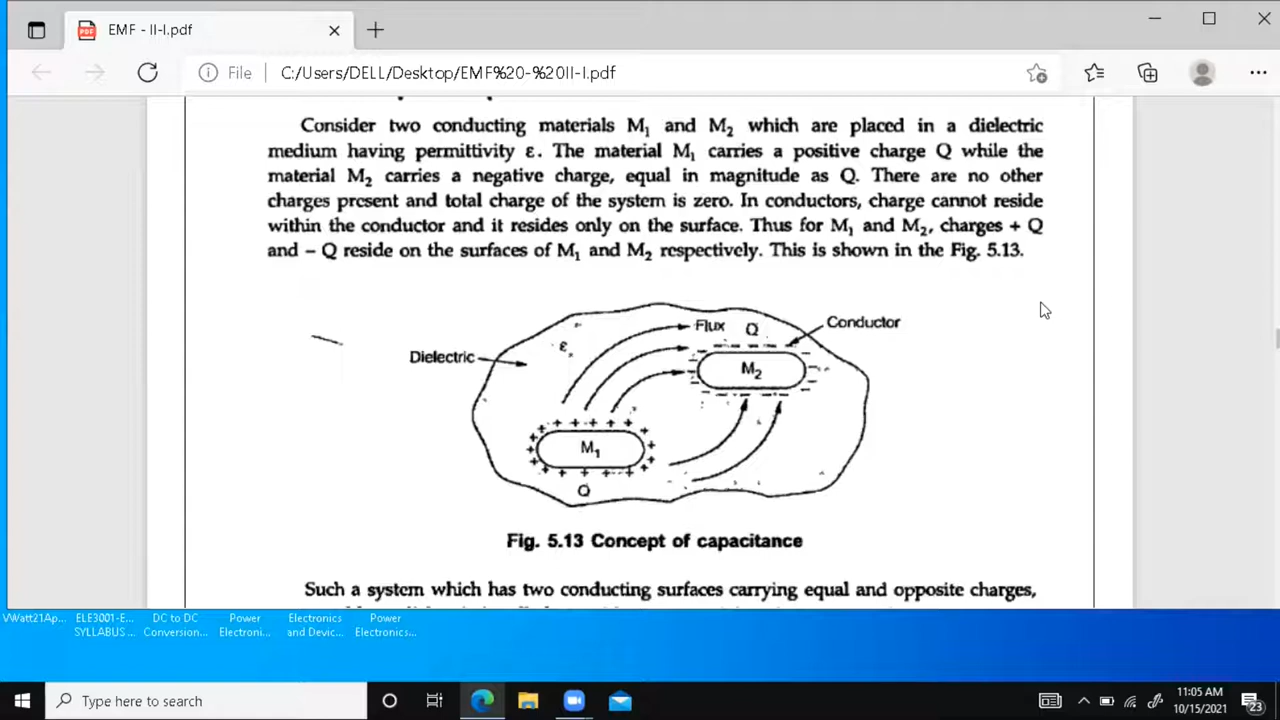 EMF - II-I.pdf
File
C:/Users/DELL/Desktop/EMF%20-%20II-I.pdf
Consider two conducting materials M₁ and M₂ which are placed in a dielectric
medium having permittivity ε. The material M₁ carries a positive charge Q while the
material M₂ carries a negative charge, equal in magnitude as Q. There are no other
charges present and total charge of the system is zero. In conductors, charge cannot reside
within the conductor and it resides only on the surface. Thus for M₁ and M₂, charges + Q
and − Q reside on the surfaces of M₁ and M₂ respectively. This is shown in the Fig. 5.13.
Flux
Q
Conductor
ε
Dielectric
M₂
M₁
Q
Fig. 5.13 Concept of capacitance
Such a system which has two conducting surfaces carrying equal and opposite charges,
VWatt21Ap... ELE3001-E... DC to DC Power Electronics Power
SYLLABUS ... Conversion... Electroni... and Devic... Electronics...
Type here to search
11:05 AM
10/15/2021
23